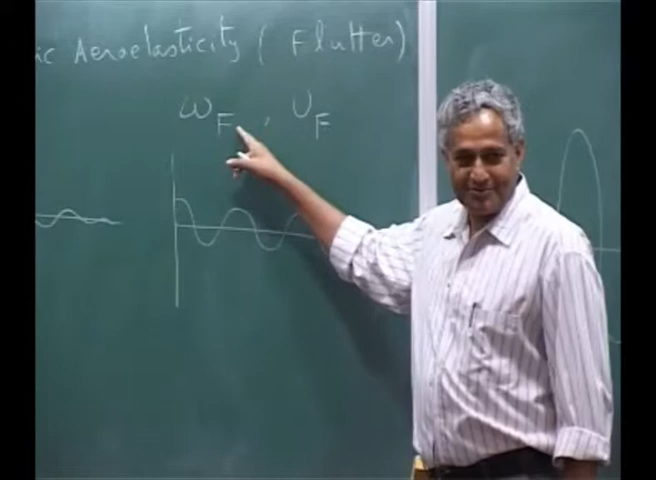 ic Aeroelasticity ( Flutter)
ω_F , U_F